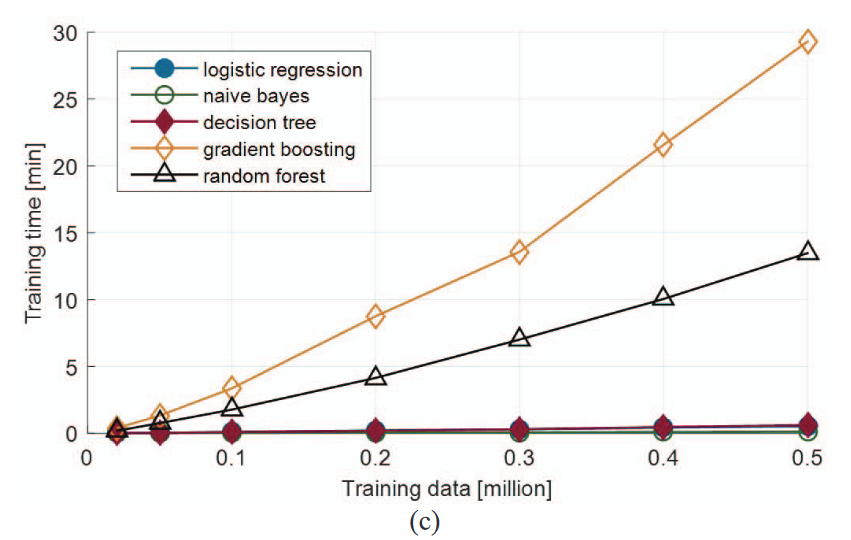 30
25
20
15
10
5
0
Training time [min]
logistic regression
naive bayes
decision tree
gradient boosting
random forest
0 0.1 0.2 0.3 0.4 0.5
Training data [million]
(c)